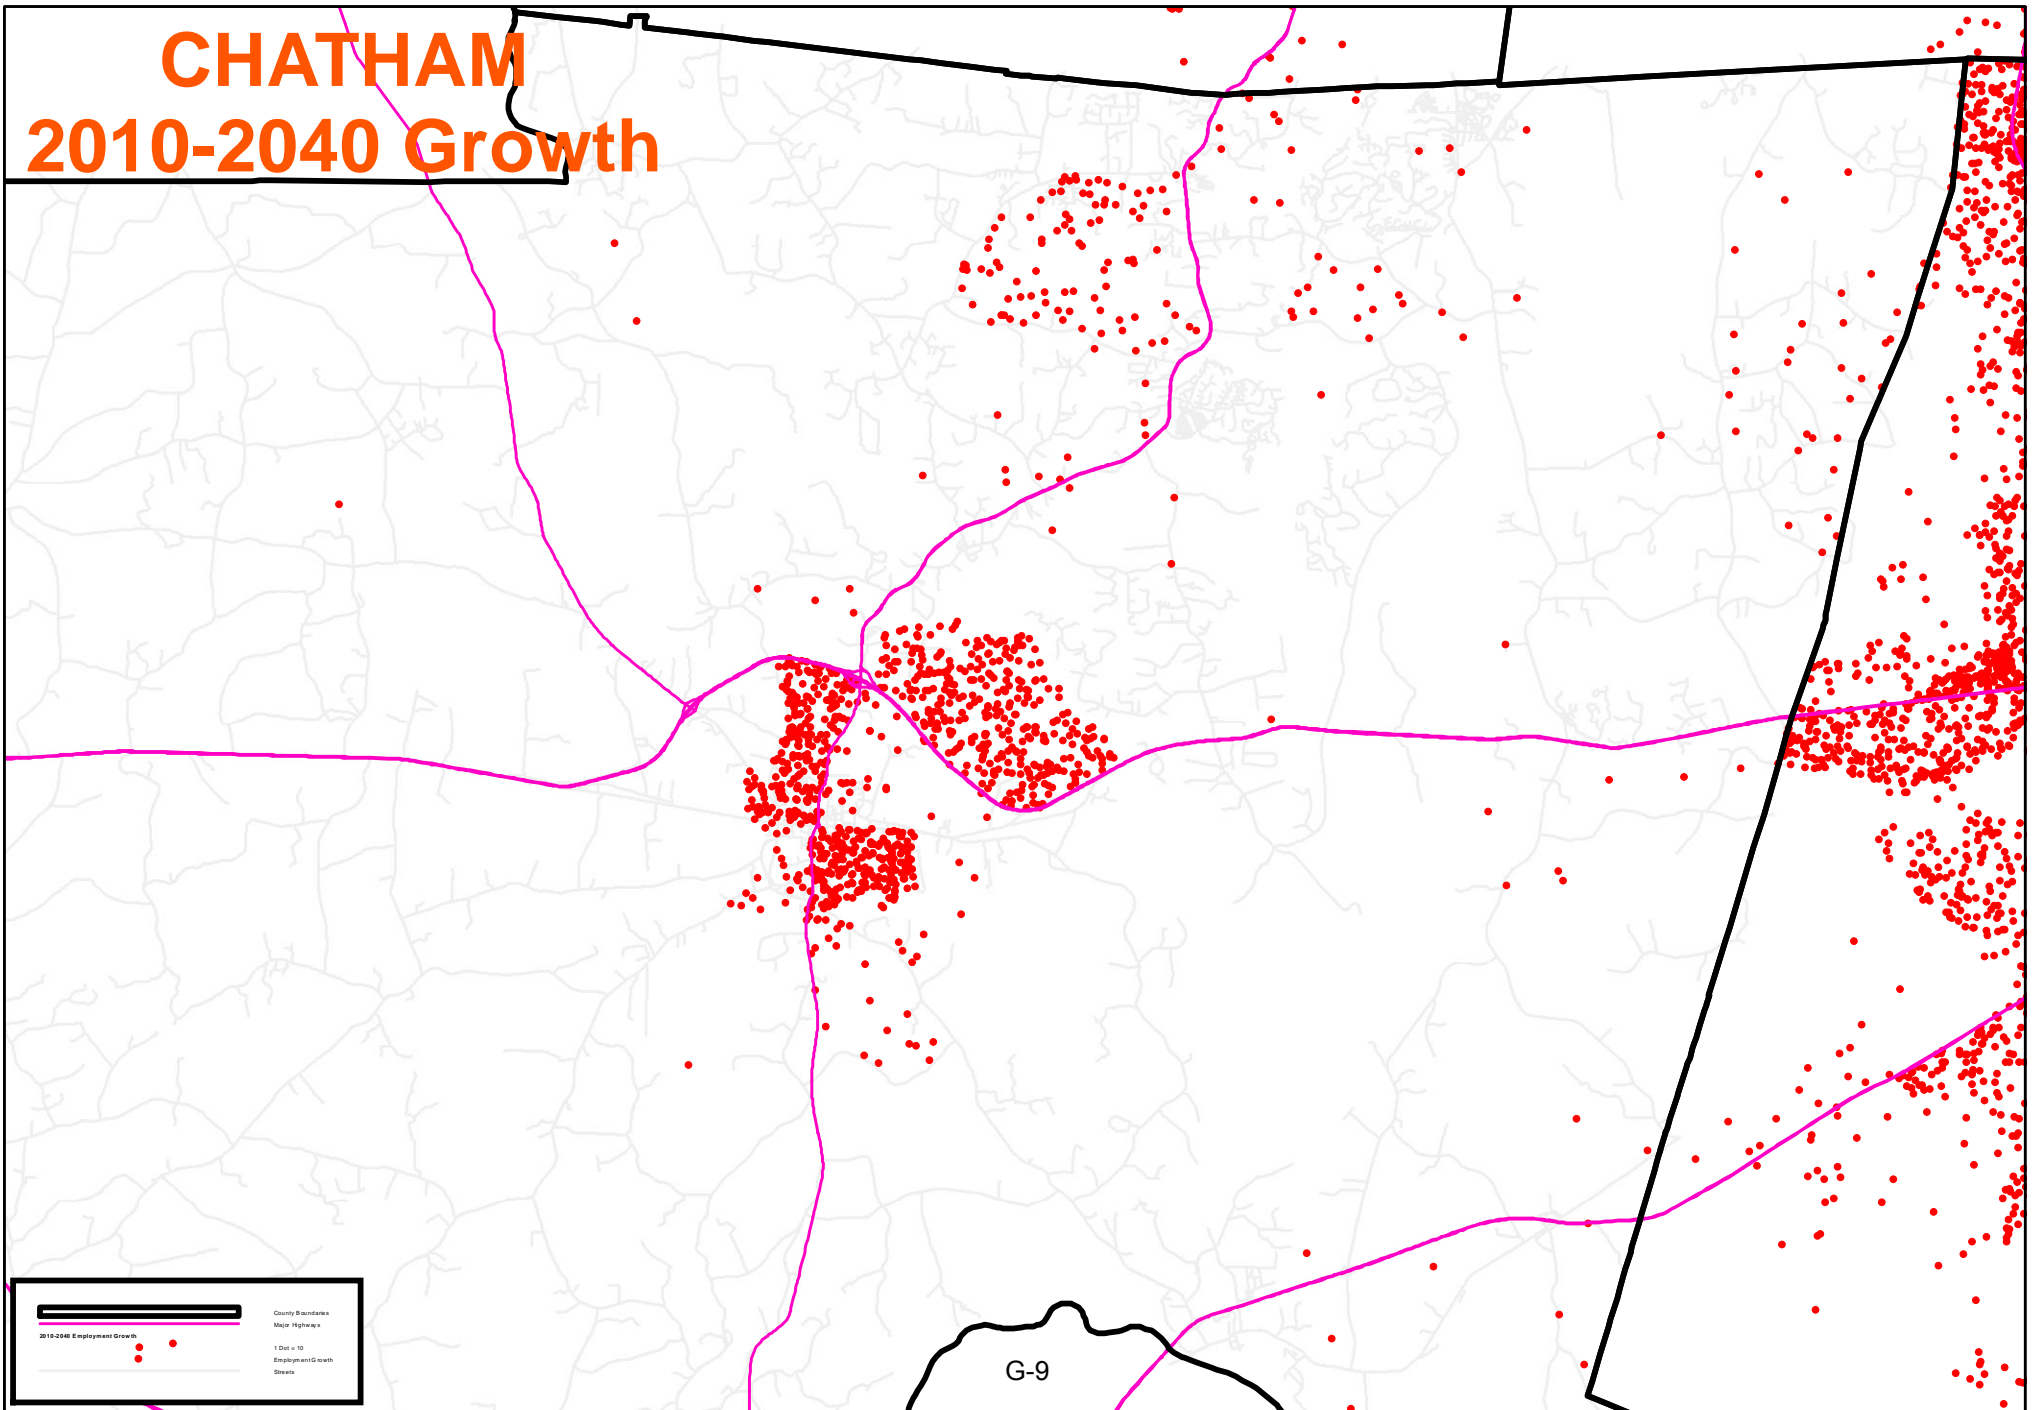 CHATHAM
2010-2040 Growth
County Boundaries
Major Highways
2010-2040 Employment Growth
1 Dot = 10
Employment Growth
Streets
G-9